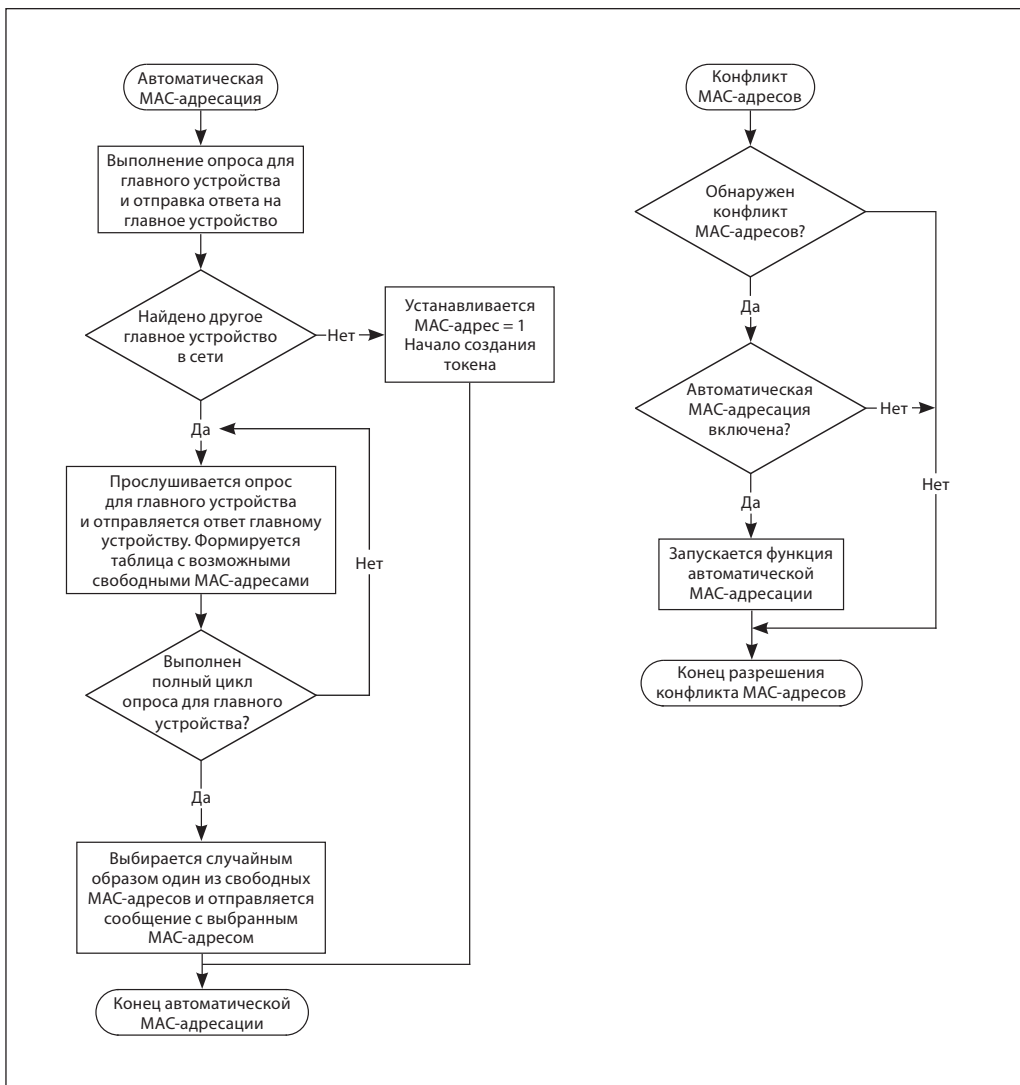 Автоматическая
MAC-адресация
Выполнение опроса для
главного устройства
и отправка ответа на
главное устройство
Найдено другое
главное устройство
в сети
Нет
Устанавливается
MAC-адрес = 1
Начало создания
токена
Да
Прослушивается опрос
для главного устройства
и отправляется ответ главному
устройству. Формируется
таблица с возможными
свободными MAC-адресами
Нет
Выполнен
полный цикл
опроса для главного
устройства?
Да
Выбирается случайным
образом один из свободных
MAC-адресов и отправляется
сообщение с выбранным
MAC-адресом
Конец автоматической
MAC-адресации
Конфликт
MAC-адресов
Обнаружен
конфликт
MAC-адресов?
Да
Автоматическая
MAC-адресация
включена?
Нет
Нет
Да
Запускается функция
автоматической
MAC-адресации
Конец разрешения
конфликта MAC-адресов